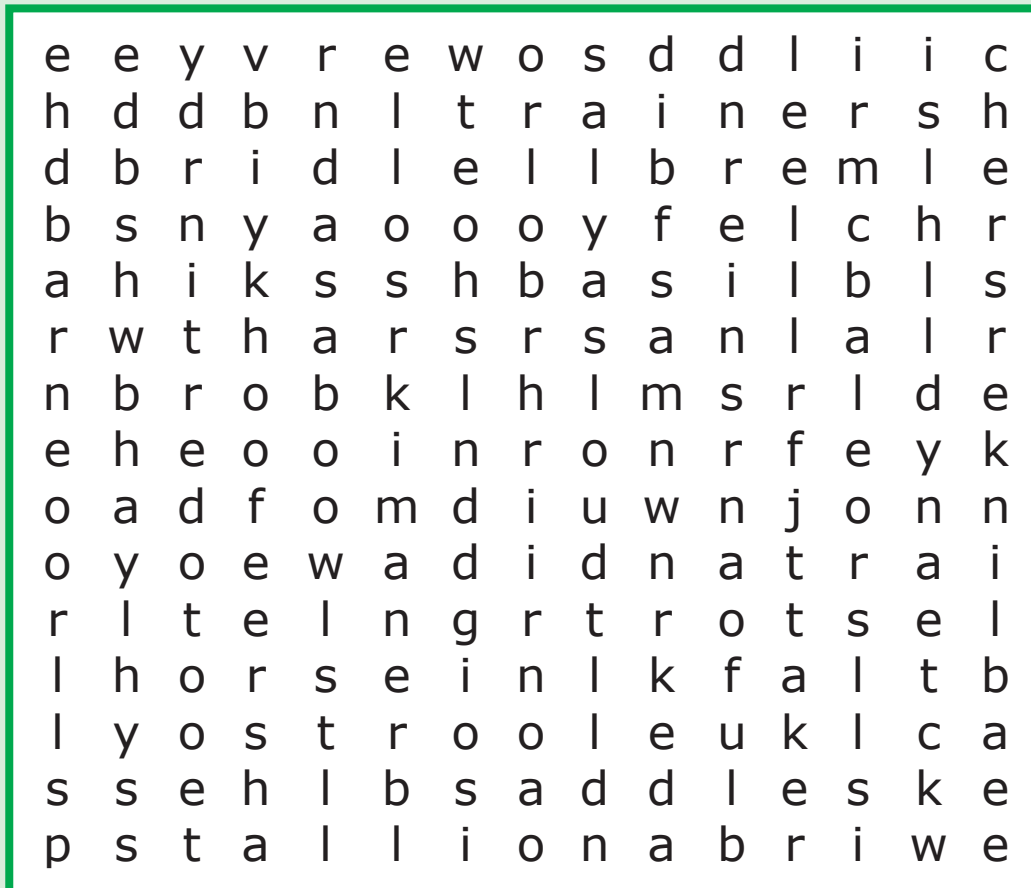 e e y v r e w o s d d l i i c
h d d b n l t r a i n e r s h
d b r i d l e l l b r e m l e
b s n y a o o o y f e l c h r
a h i k s s h b a s i l b l s
r w t h a r s r s a n l a l r
n b r o b k l h l m s r l d e
e h e o o i n r o n r f e y k
o a d f o m d i u w n j o n n
o y o e w a d i d n a t r a i
r l t e l n g r t r o t s e l
l h o r s e i n l k f a l t b
l y o s t r o o l e u k l c a
s s e h l b s a d d l e s k e
p s t a l l i o n a b r i w e